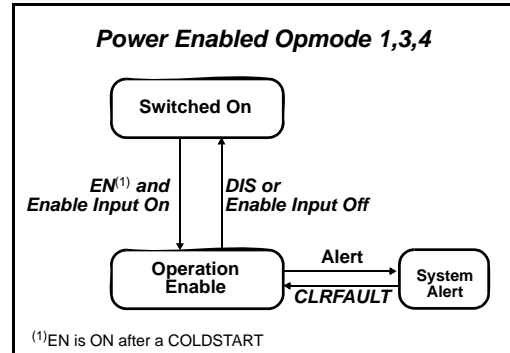 Power Enabled Opmode 1,3,4
Switched On
EN(1) and
Enable Input On
DIS or
Enable Input Off
Operation
Enable
Alert
CLRFAULT
System
Alert
(1)EN is ON after a COLDSTART